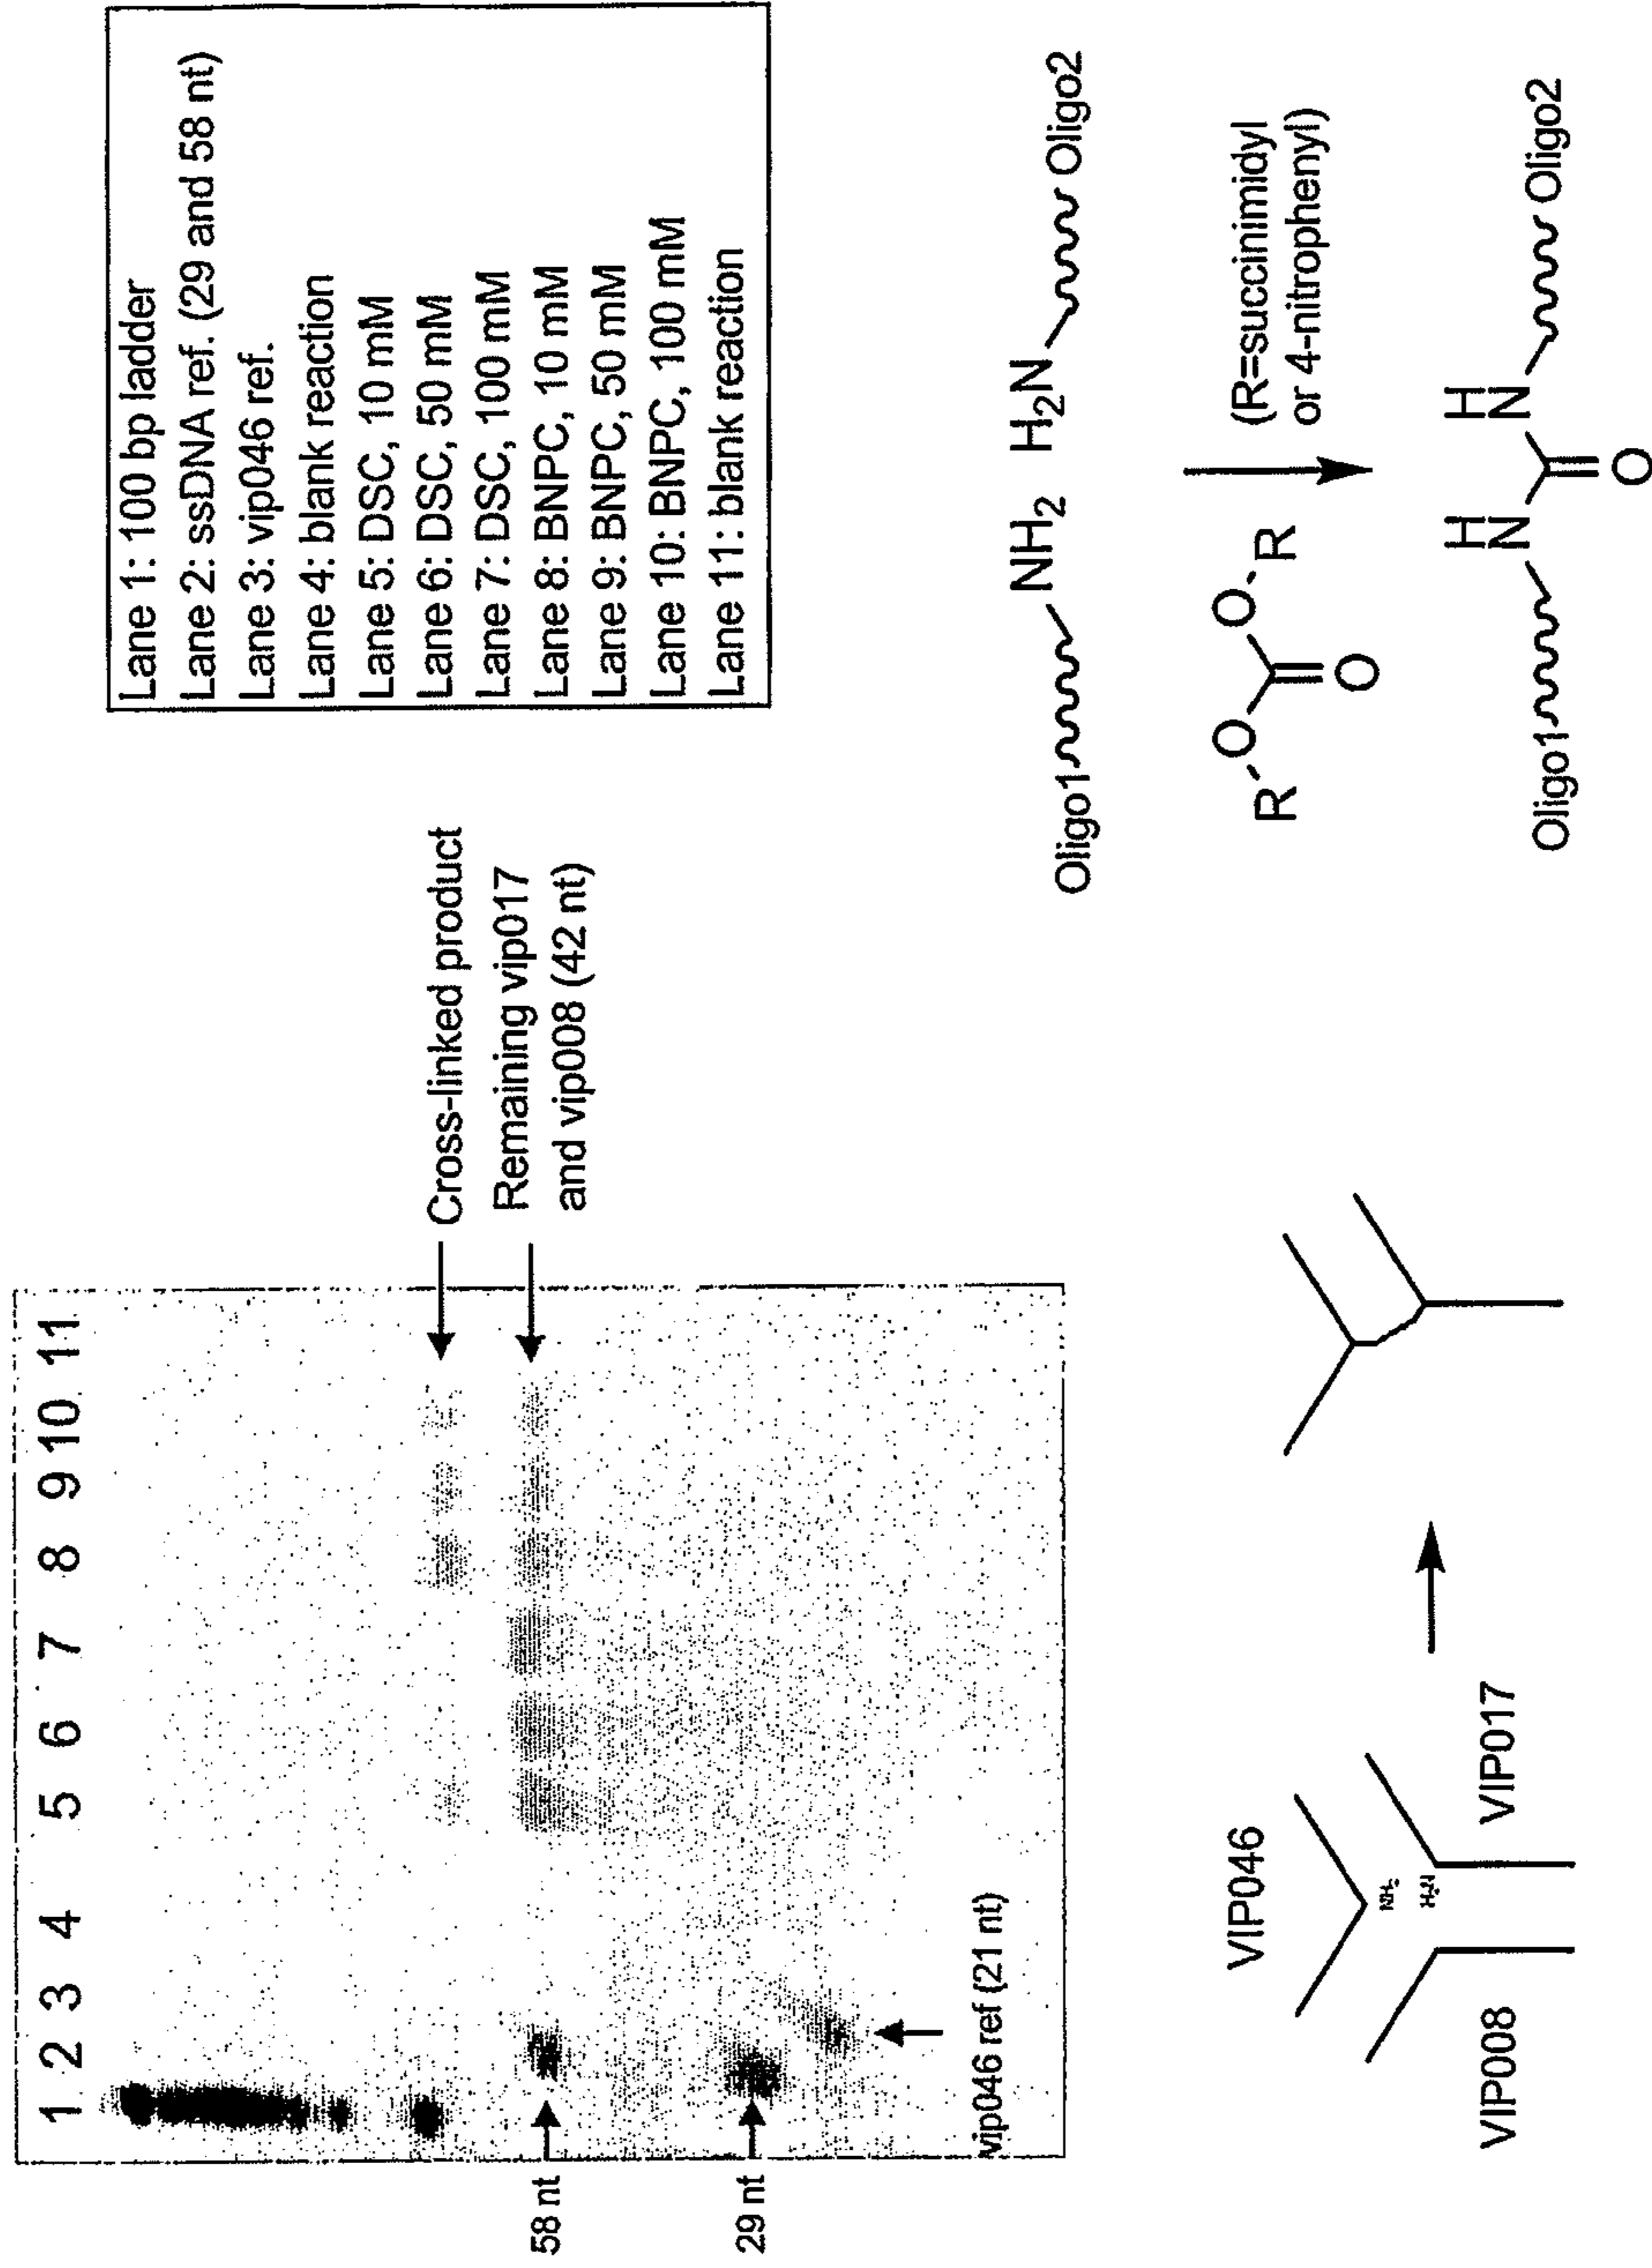 1 2 3 4 5 6 7 8 9 10 11
Cross-linked product
Remaining vip017
and vip008 (42 nt)
58 nt
29 nt
vip046 ref (21 nt)
Lane 1: 100 bp ladder
Lane 2: ssDNA ref. (29 and 58 nt)
Lane 3: vip046 ref.
Lane 4: blank reaction
Lane 5: DSC, 10 mM
Lane 6: DSC, 50 mM
Lane 7: DSC, 100 mM
Lane 8: BNPC, 10 mM
Lane 9: BNPC, 50 mM
Lane 10: BNPC, 100 mM
Lane 11: blank reaction
VIP046
NH2
H2N
VIP008
VIP017
Oligo1 NH2 H2N Oligo2
R O O R
O
(R=succinimidyl
or 4-nitrophenyl)
H H
Oligo1 N N Oligo2
O